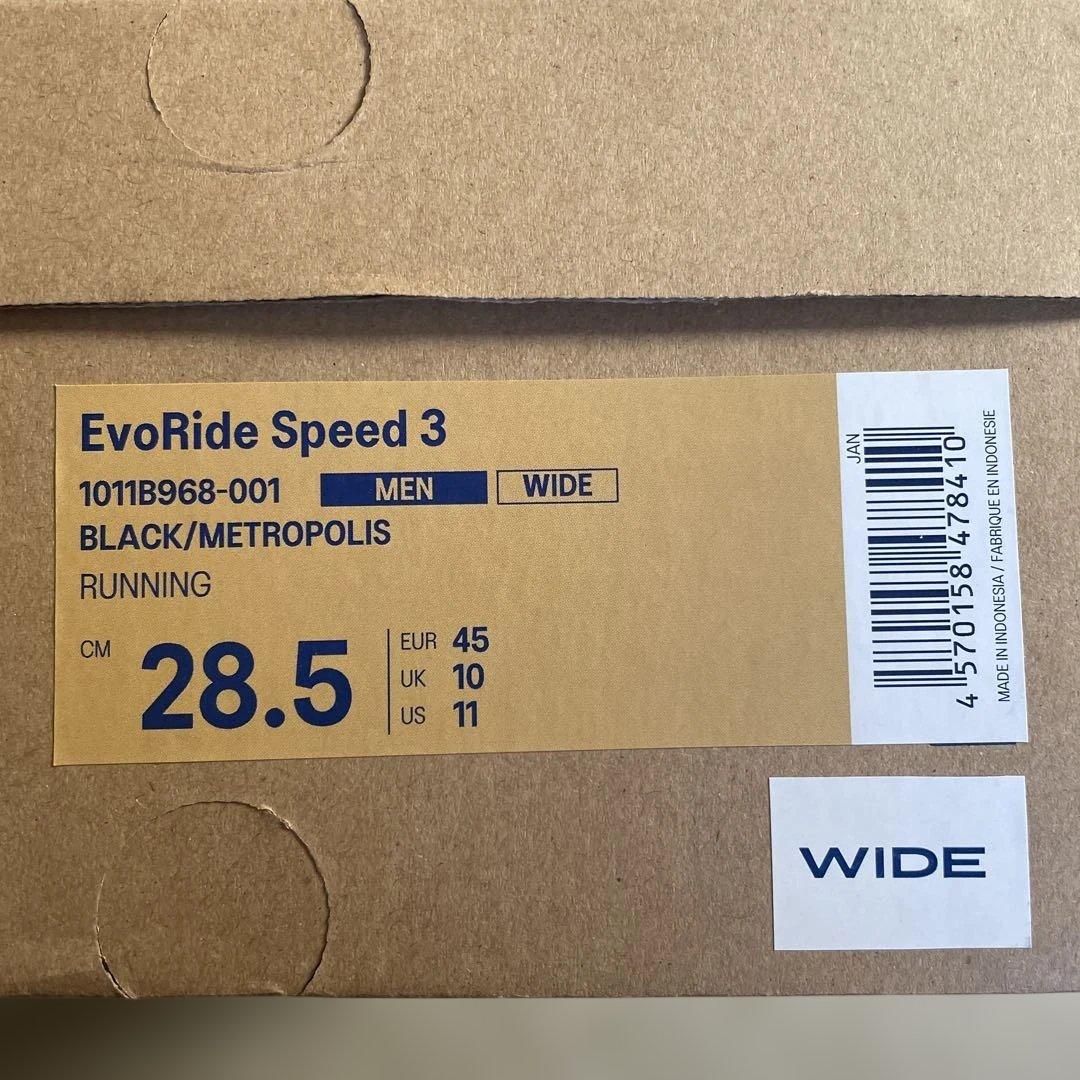 EvoRide Speed 3
1011B968-001 MEN WIDE
BLACK/METROPOLIS
RUNNING
CM 28.5
EUR 45
UK 10
US 11
JAN
4 570158 478410
MADE IN INDONESIA / FABRIQUE EN INDONESIE
WIDE